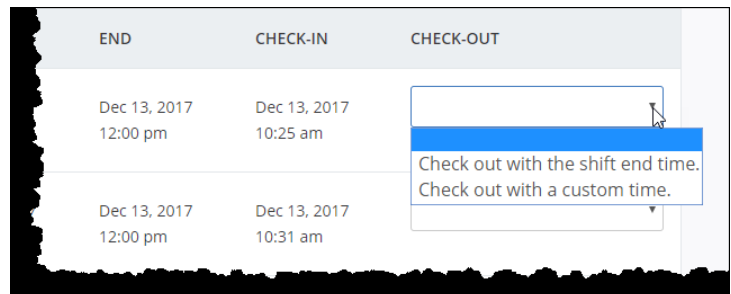 END CHECK-IN CHECK-OUT
Dec 13, 2017 Dec 13, 2017
12:00 pm 10:25 am
Check out with the shift end time.
Check out with a custom time.
Dec 13, 2017 Dec 13, 2017
12:00 pm 10:31 am